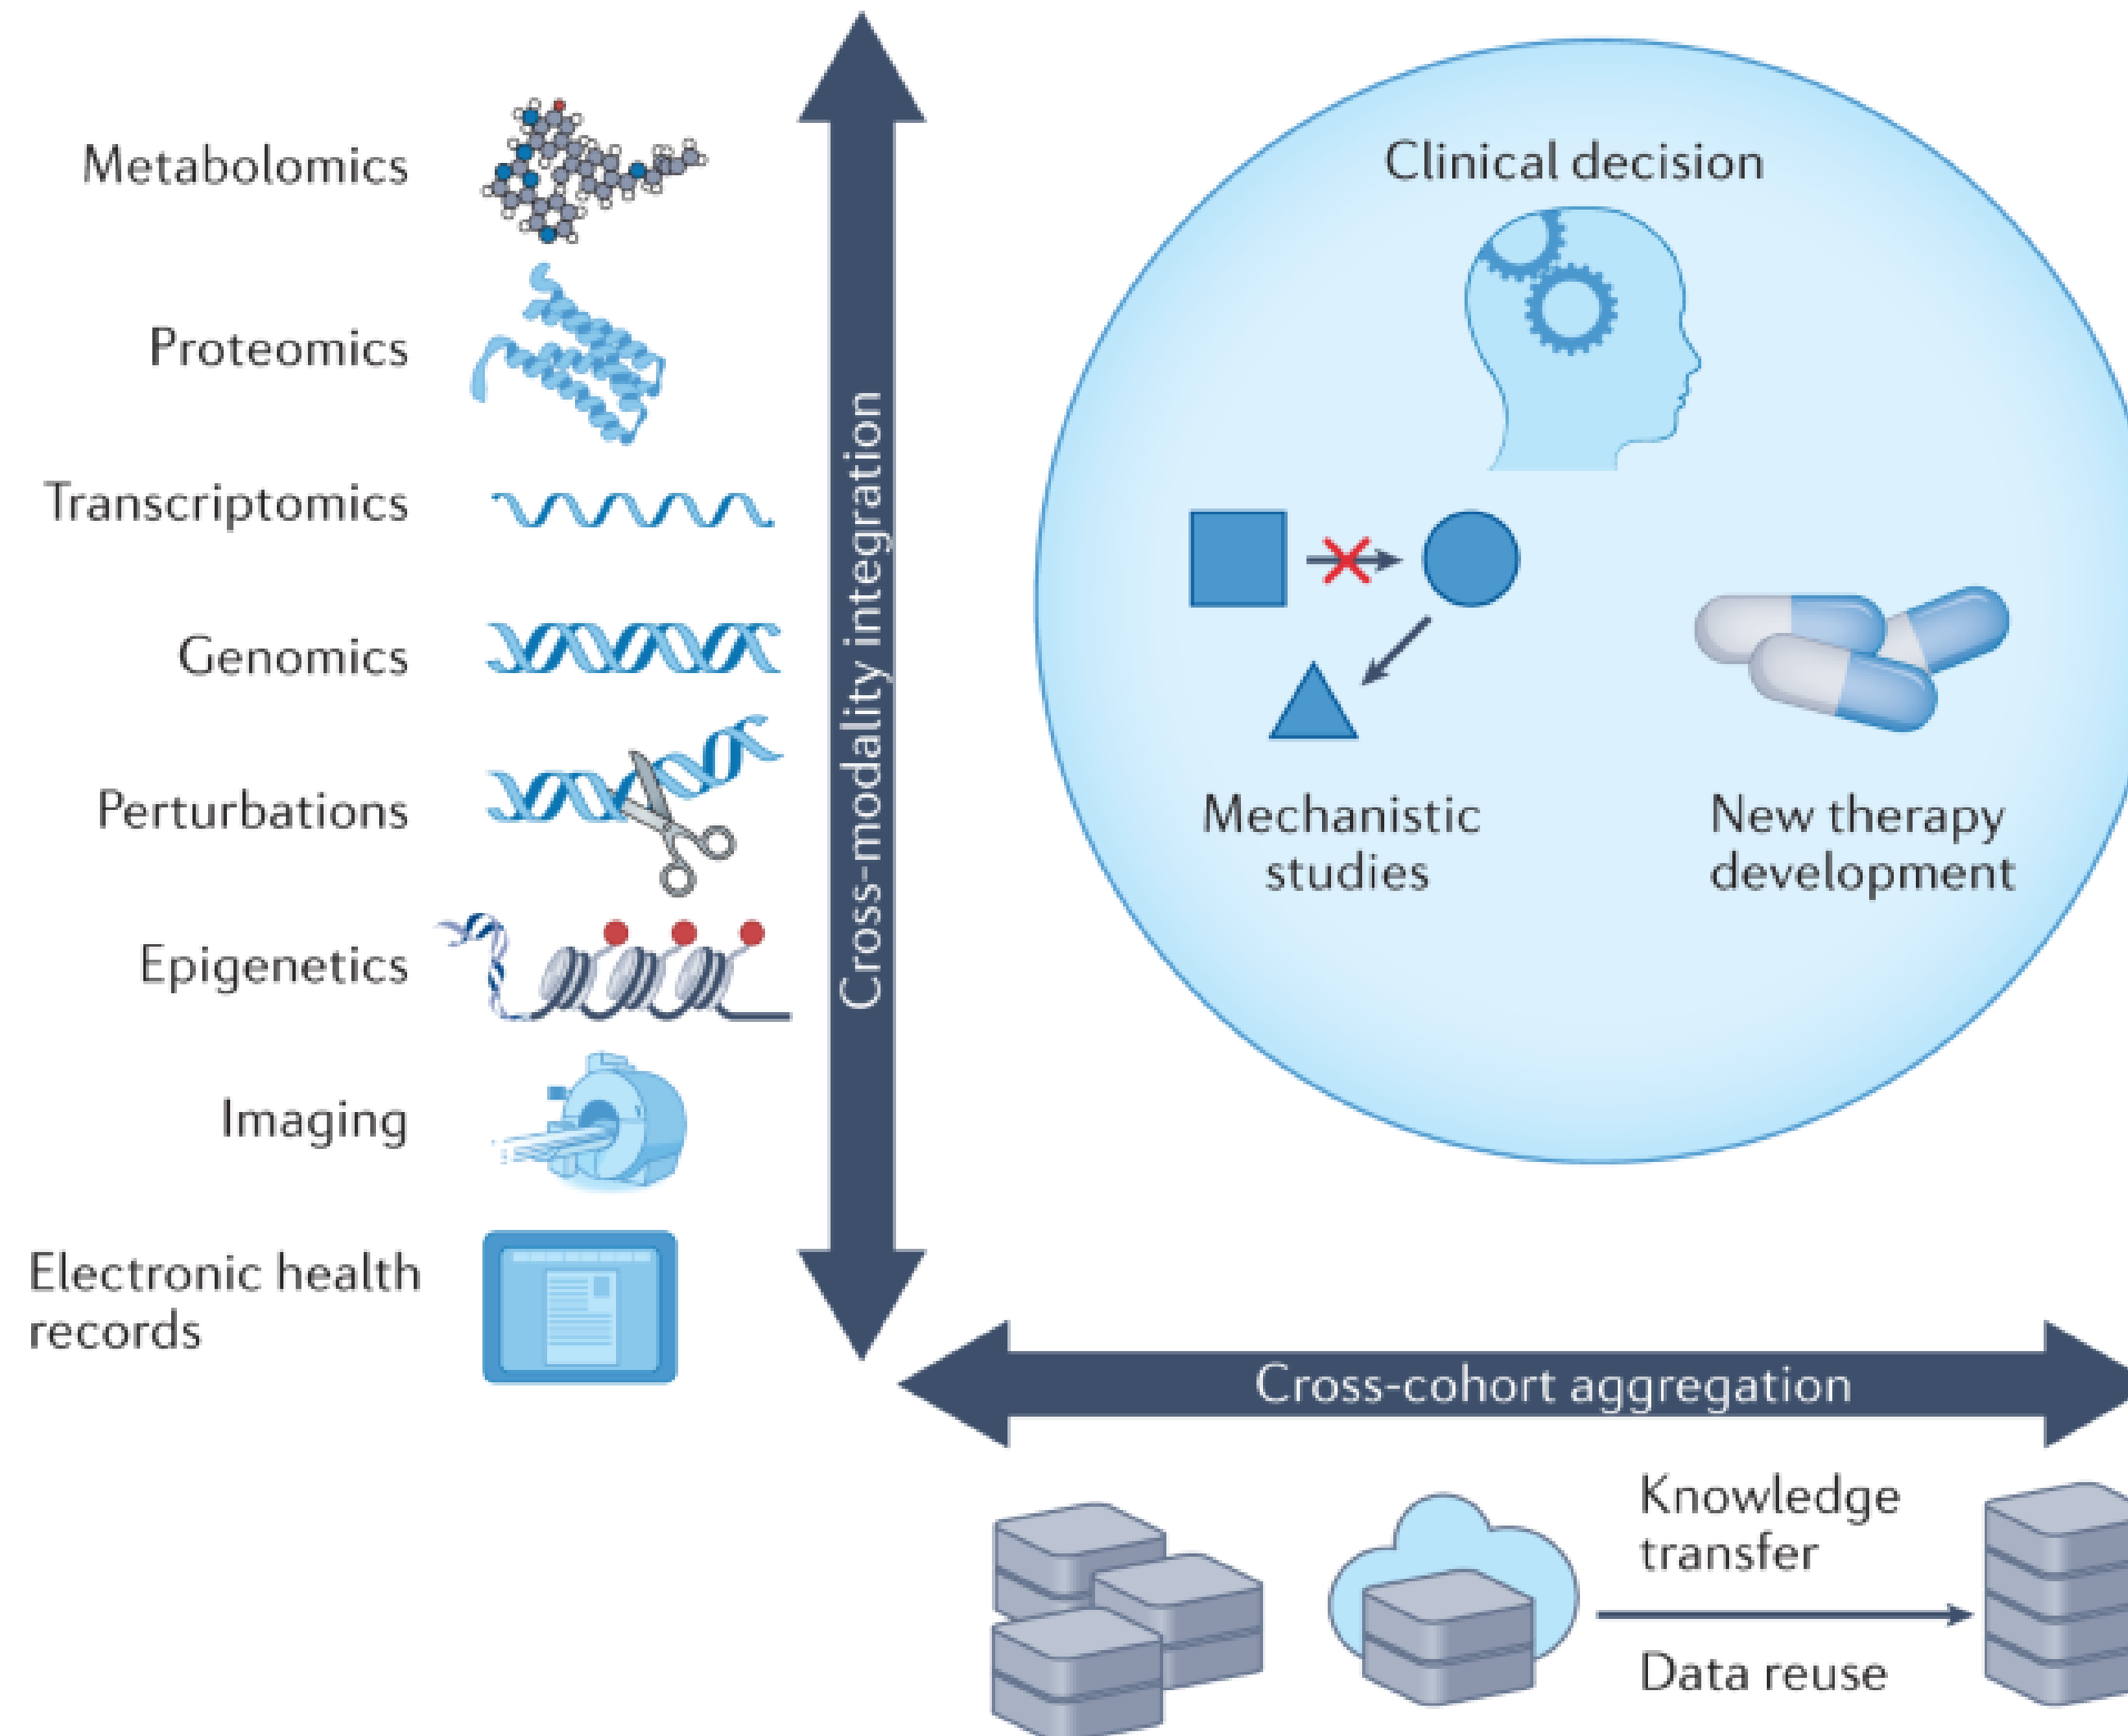 Metabolomics
Proteomics
Transcriptomics
Genomics
Perturbations
Epigenetics
Imaging
Electronic health
records
Cross-modality integration
Clinical decision
Mechanistic
studies
New therapy
development
Cross-cohort aggregation
Knowledge
transfer
Data reuse